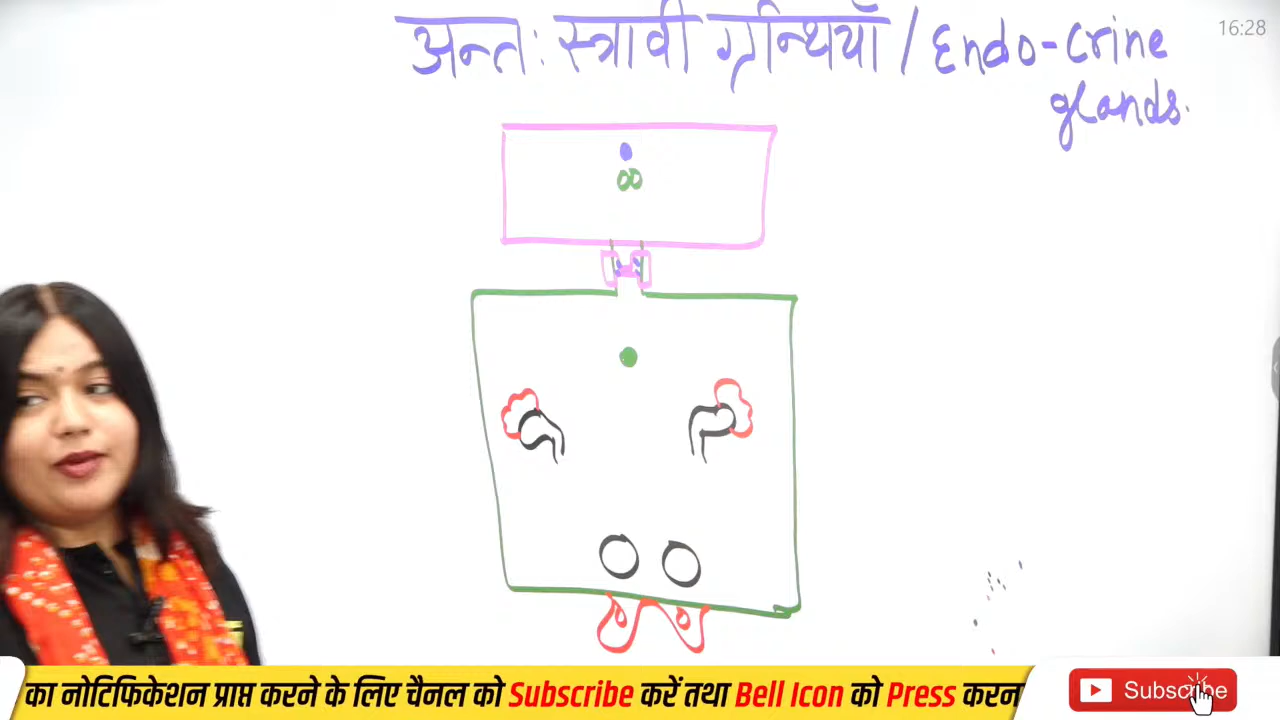 अन्तः स्त्रावी ग्रन्थियाँ / Endo-crine
glands.
16:28
का नोटिफिकेशन प्राप्त करने के लिए चैनल को Subscribe करें तथा Bell Icon को Press करना
Subscribe